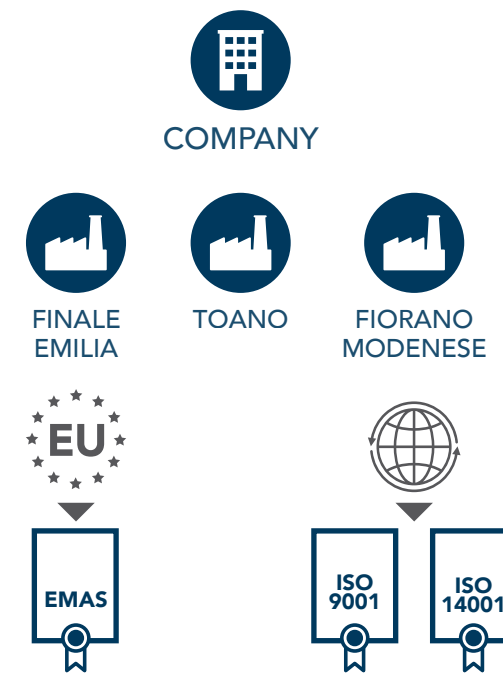 COMPANY
FINALE
EMILIA
TOANO
FIORANO
MODENESE
EU
EMAS
ISO
9001
ISO
14001